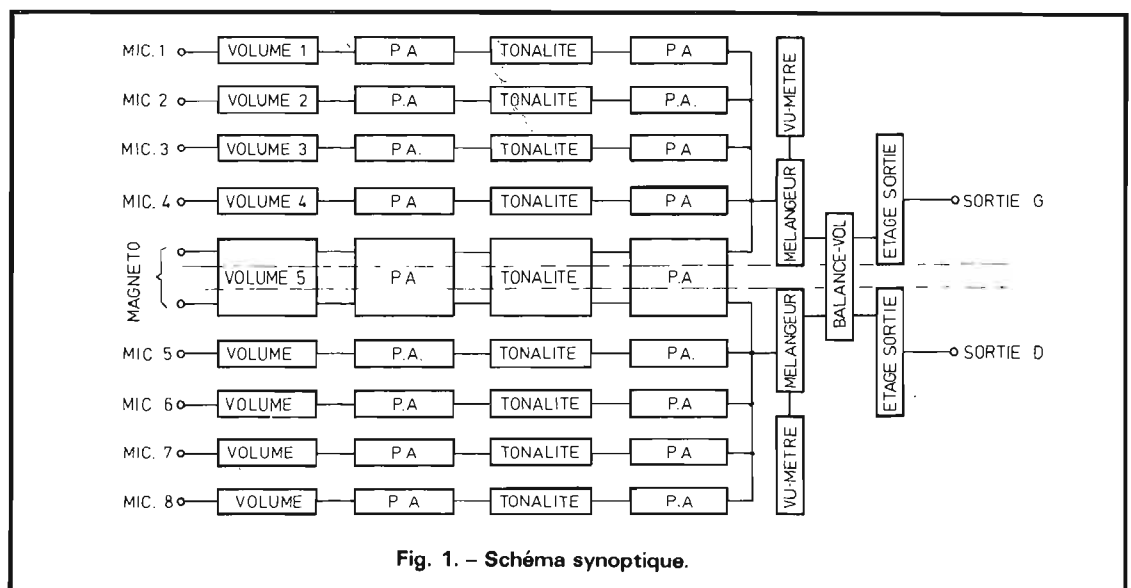 MIC. 1 VOLUME 1 P A TONALITE P A
MIC 2 VOLUME 2 P.A TONALITE P.A.
MIC. 3 VOLUME 3 P A. TONALITE P.A
MIC. 4 VOLUME 4 P A TONALITE P A
MAGNETO VOLUME 5 P A TONALITE P.A
MIC 5 VOLUME P.A. TONALITE P.A.
MIC 6 VOLUME P.A TONALITE P.A
MIC. 7 VOLUME P A TONALITE P A
MIC. 8 VOLUME P A TONALITE P.A
VU-METRE
MELANGEUR
BALANCE-VOL
ETAGE SORTIE
SORTIE G
MELANGEUR
VU-METRE
ETAGE SORTIE
SORTIE D
Fig. 1. – Schéma synoptique.